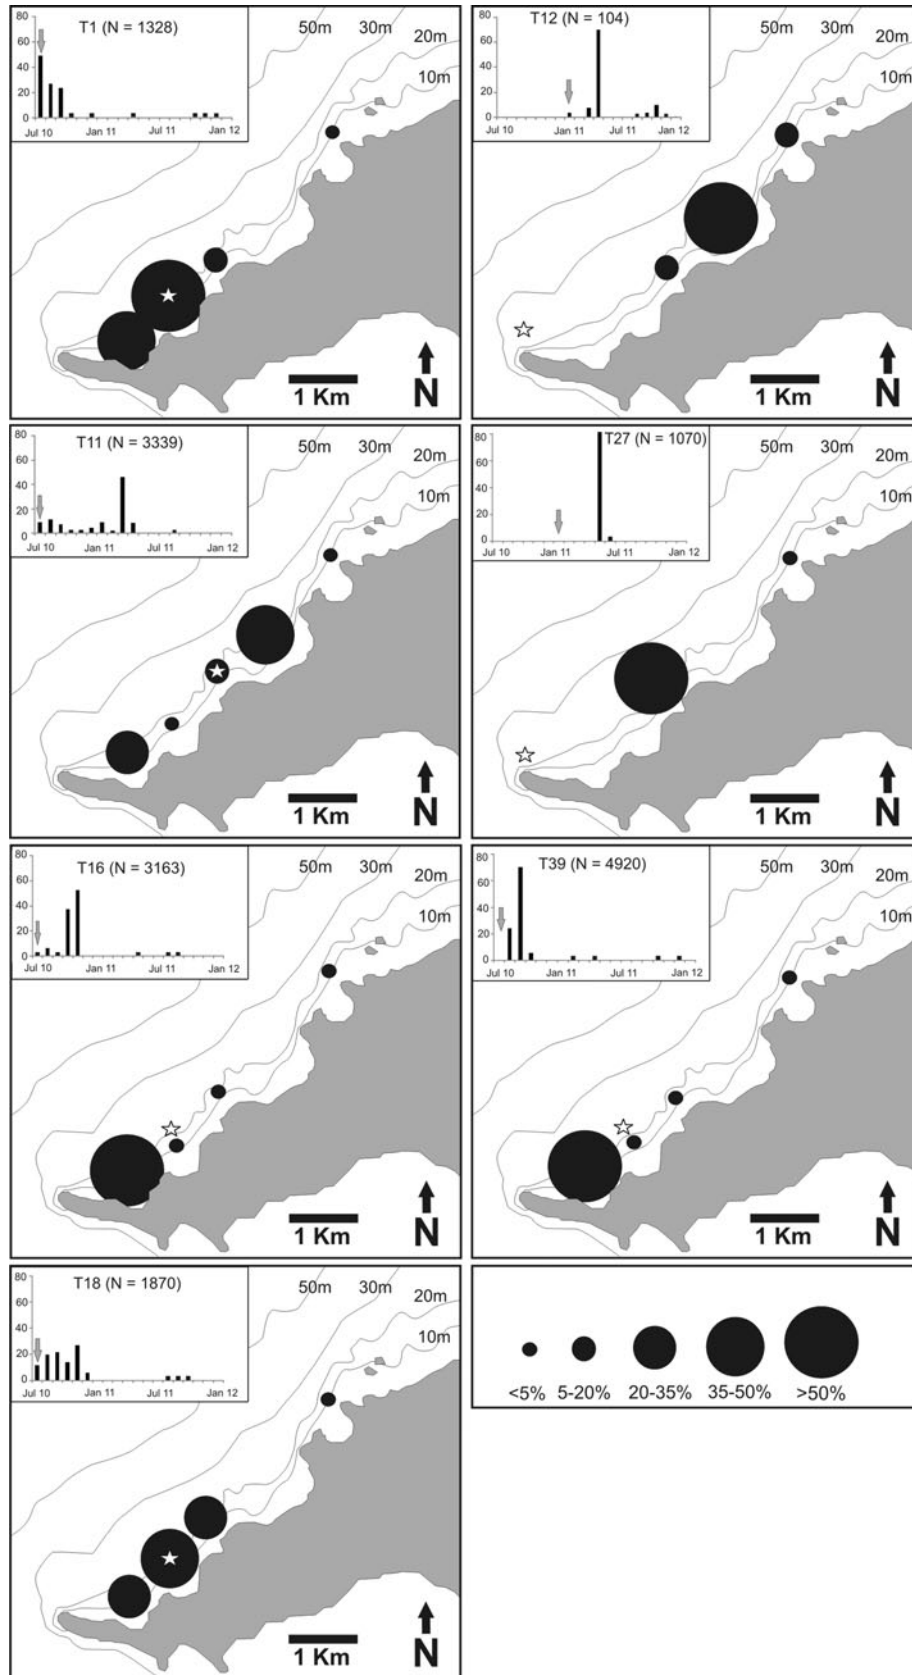 T1 (N = 1328)
80
60
40
20
0
Jul 10
Jan 11
Jul 11
Jan 12
50m
30m
20m
10m
1 Km
N
T12 (N = 104)
80
60
40
20
0
Jul 10
Jan 11
Jul 11
Jan 12
50m
30m
20m
10m
1 Km
N
T11 (N = 3339)
80
60
40
20
0
Jul 10
Jan 11
Jul 11
Jan 12
50m
30m
20m
10m
1 Km
N
T27 (N = 1070)
80
60
40
20
0
Jul 10
Jan 11
Jul 11
Jan 12
50m
30m
20m
10m
1 Km
N
T16 (N = 3163)
80
60
40
20
0
Jul 10
Jan 11
Jul 11
Jan 12
50m
30m
20m
10m
1 Km
N
T39 (N = 4920)
80
60
40
20
0
Jul 10
Jan 11
Jul 11
Jan 12
50m
30m
20m
10m
1 Km
N
T18 (N = 1870)
80
60
40
20
0
Jul 10
Jan 11
Jul 11
Jan 12
50m
30m
20m
10m
1 Km
N
<5% 5-20% 20-35% 35-50% >50%